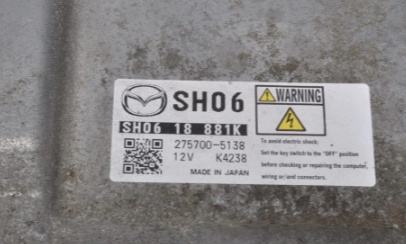 SH06
SH06 18 881K
275700-5138
12V K4238
MADE IN JAPAN
WARNING
To avoid electric shock:
Set the key switch to the "OFF" position
before checking or repairing the computer,
wiring or/and connectors.